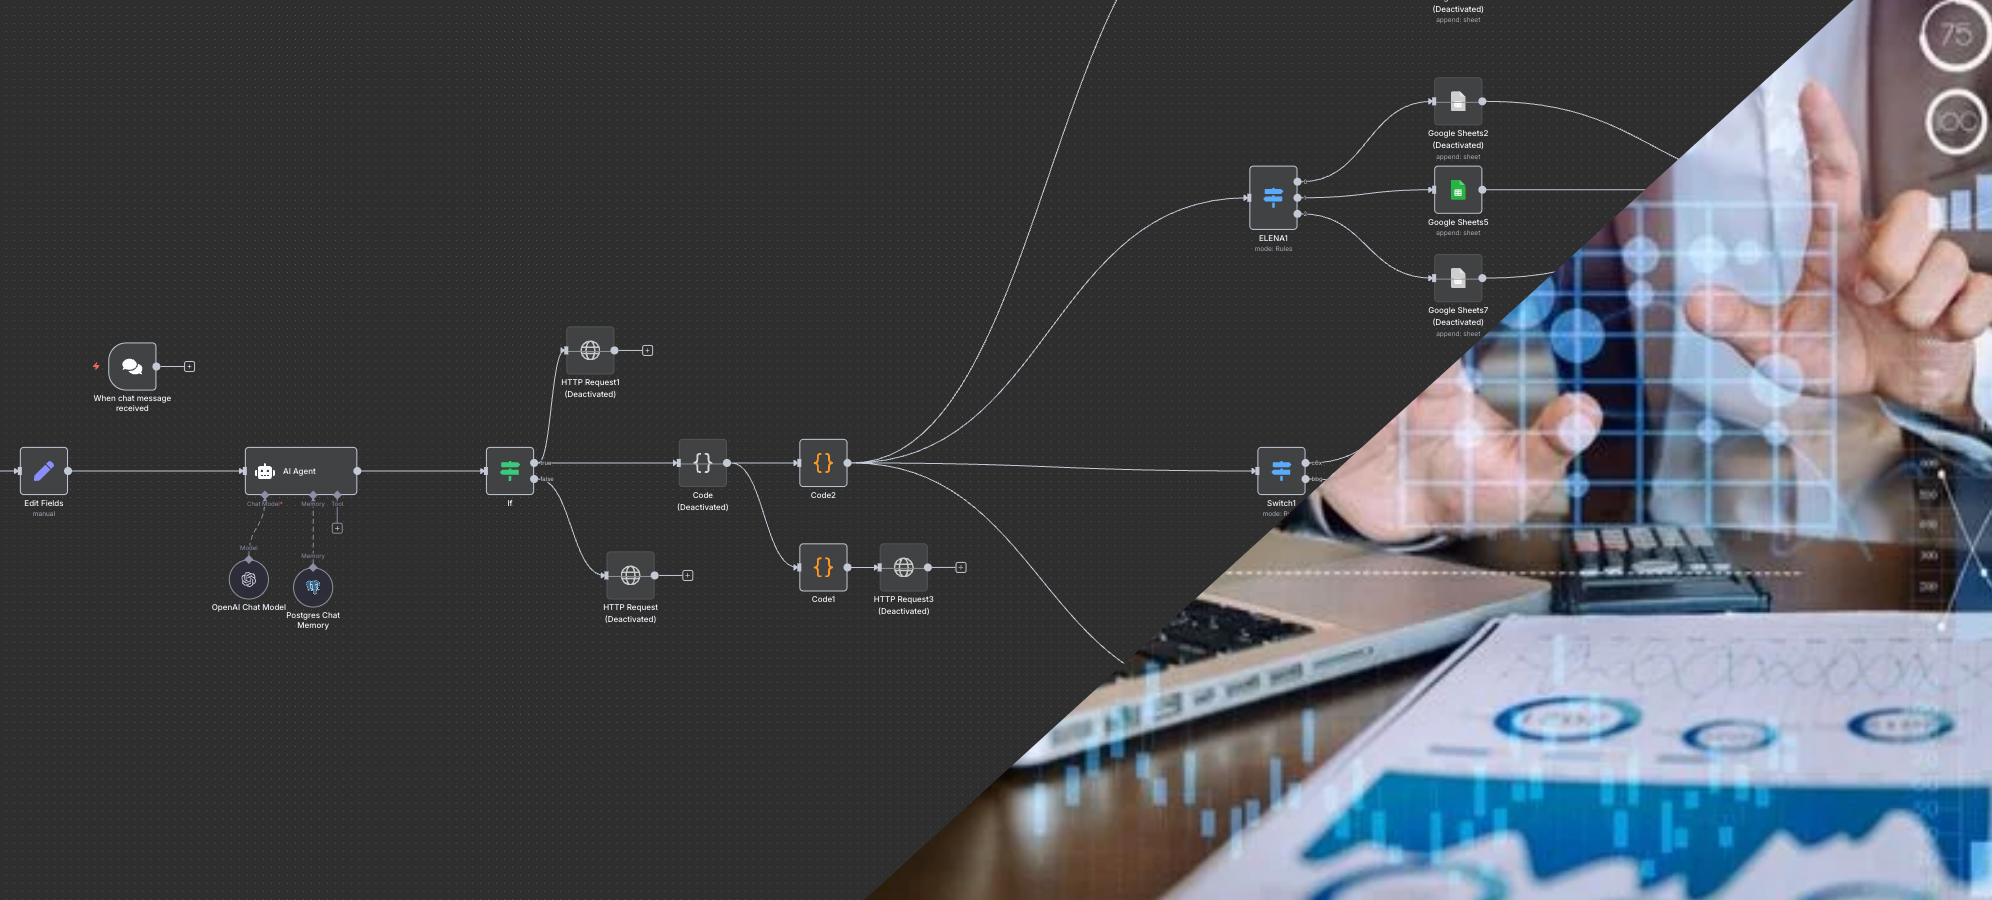 (Deactivated)
append: sheet
75
100
Google Sheets2
(Deactivated)
append: sheet
ELENA1
mode: Rules
Google Sheets5
append: sheet
Google Sheets7
(Deactivated)
append: sheet
When chat message
received
HTTP Request1
(Deactivated)
Edit Fields
manual
AI Agent
Chat Model*
Memory
Tool
Model
Memory
OpenAI Chat Model
Postgres Chat
Memory
true
false
If
Code
(Deactivated)
Code2
Switch1
HTTP Request
(Deactivated)
Code1
HTTP Request3
(Deactivated)
300